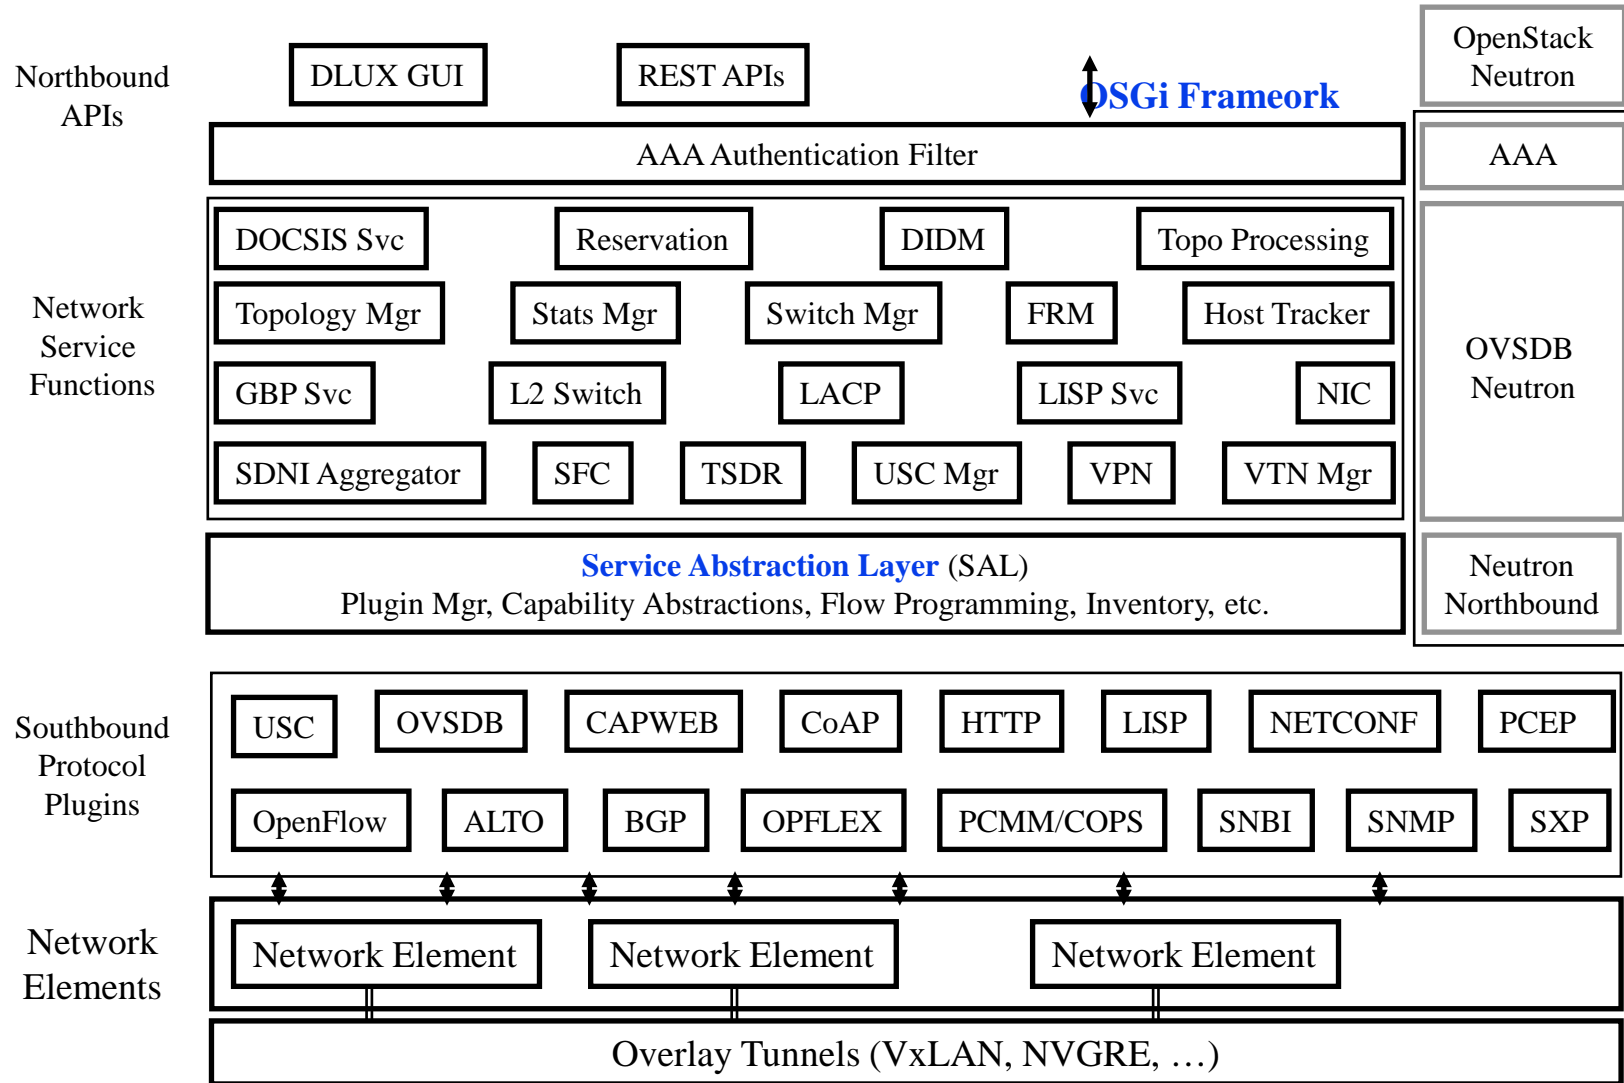 Northbound
APIs
DLUX GUI
REST APIs
OSGi Frameork
OpenStack
Neutron
AAA Authentication Filter
AAA
Network
Service
Functions
DOCSIS Svc
Reservation
DIDM
Topo Processing
Topology Mgr
Stats Mgr
Switch Mgr
FRM
Host Tracker
GBP Svc
L2 Switch
LACP
LISP Svc
NIC
SDNI Aggregator
SFC
TSDR
USC Mgr
VPN
VTN Mgr
OVSDB
Neutron
Service Abstraction Layer (SAL)
Plugin Mgr, Capability Abstractions, Flow Programming, Inventory, etc.
Neutron
Northbound
Southbound
Protocol
Plugins
USC
OVSDB
CAPWEB
CoAP
HTTP
LISP
NETCONF
PCEP
OpenFlow
ALTO
BGP
OPFLEX
PCMM/COPS
SNBI
SNMP
SXP
Network
Elements
Network Element
Network Element
Network Element
Overlay Tunnels (VxLAN, NVGRE, …)